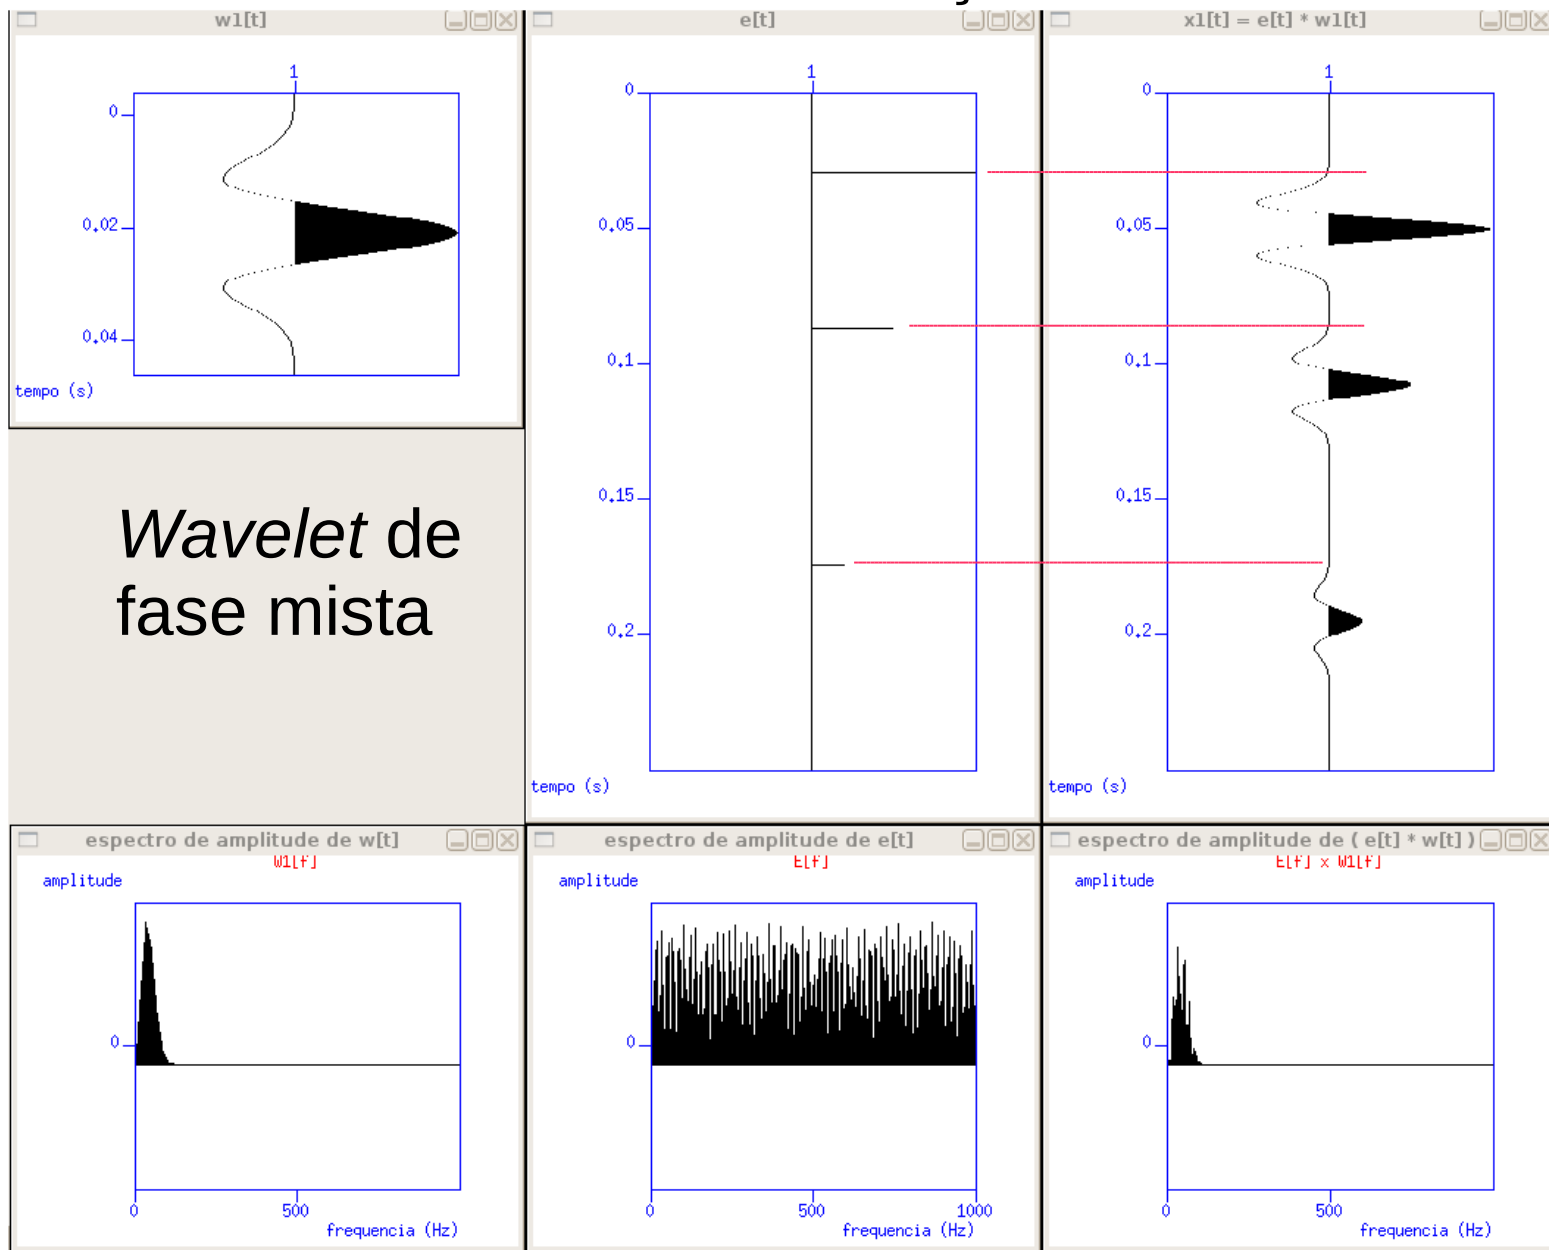 w1[t]
e[t]
x1[t] = e[t] * w1[t]
1
0
0.02
0.04
tempo (s)
1
0
0.05
0.1
0.15
0.2
tempo (s)
1
0
0.05
0.1
0.15
0.2
tempo (s)
Wavelet de
fase mista
espectro de amplitude de w[t]
W1[f]
amplitude
0
0
500
frequencia (Hz)
espectro de amplitude de e[t]
E[f]
amplitude
0
0
500
1000
frequencia (Hz)
espectro de amplitude de ( e[t] * w[t] )
E[f] x W1[f]
amplitude
0
0
500
frequencia (Hz)